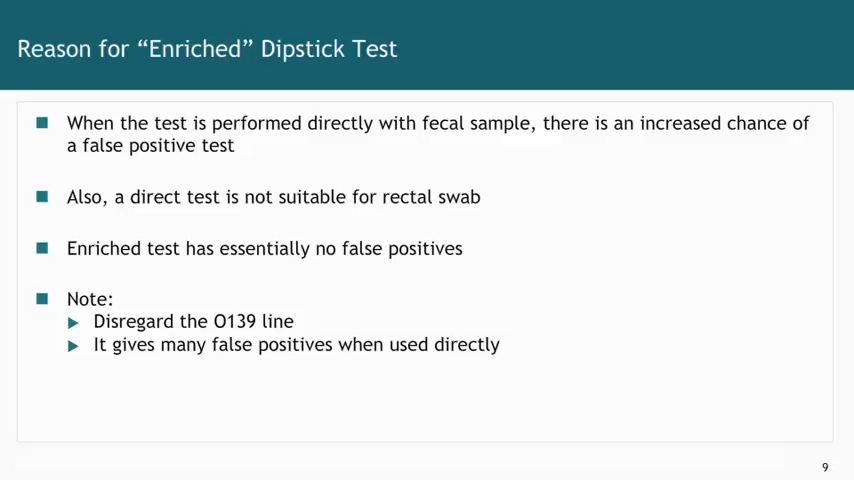 Reason for “Enriched” Dipstick Test
When the test is performed directly with fecal sample, there is an increased chance of
a false positive test
Also, a direct test is not suitable for rectal swab
Enriched test has essentially no false positives
Note:
Disregard the O139 line
It gives many false positives when used directly
9